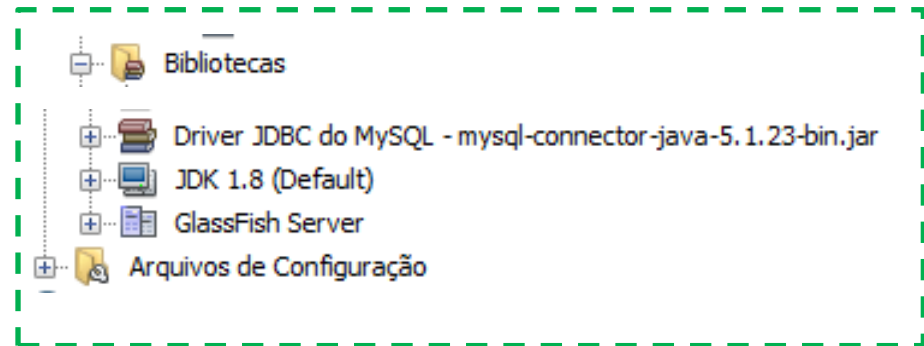 Bibliotecas
Driver JDBC do MySQL - mysql-connector-java-5.1.23-bin.jar
JDK 1.8 (Default)
GlassFish Server
Arquivos de Configuração